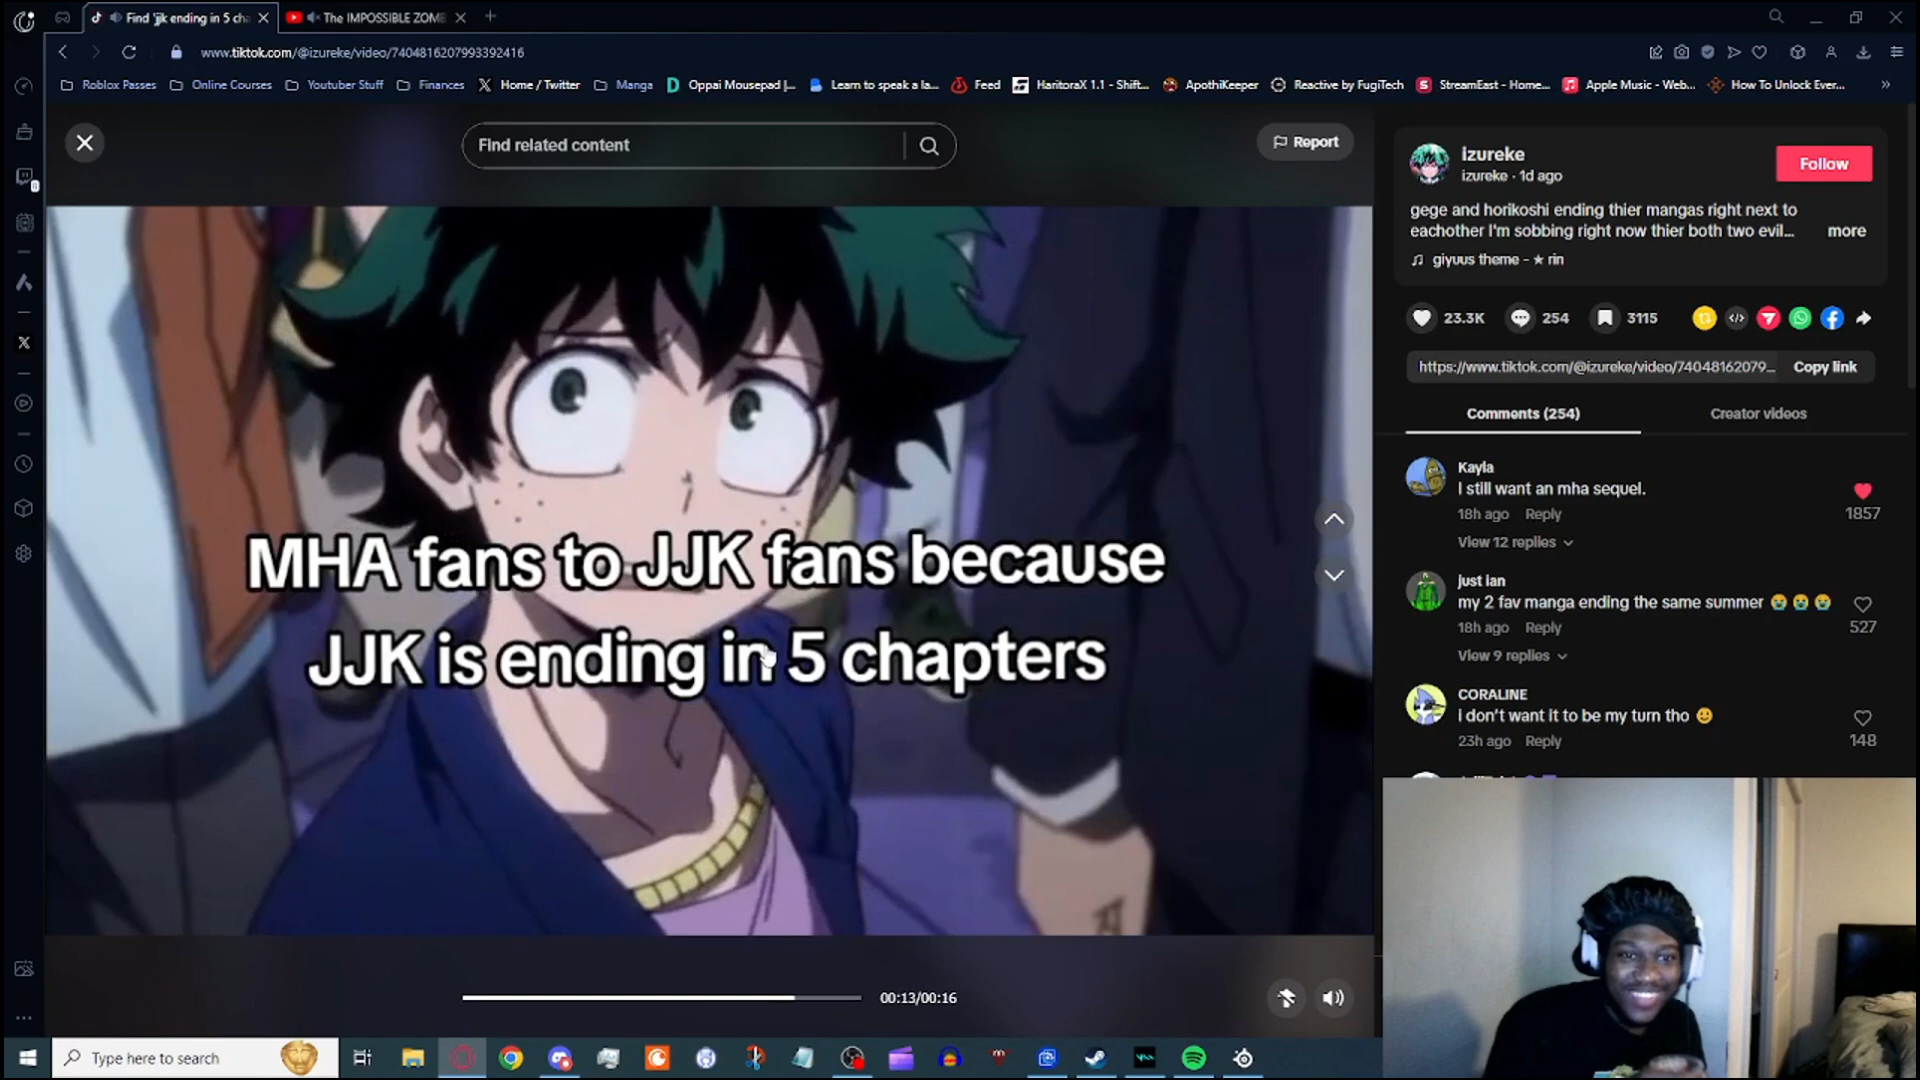 Find 'jjk ending in 5 cha
The IMPOSSIBLE ZOMB
www.tiktok.com/@izureke/video/7404816207993392416
Roblox Passes
Online Courses
Youtuber Stuff
Finances
Home / Twitter
Manga
Oppai Mousepad |...
Learn to speak a la...
Feed
HaritoraX 1.1 - Shift...
ApothiKeeper
Reactive by FugiTech
StreamEast - Home...
Apple Music - Web...
How To Unlock Ever...
Find related content
Report
MHA fans to JJK fans because
JJK is ending in 5 chapters
00:13/00:16
Izureke
izureke · 1d ago
Follow
gege and horikoshi ending thier mangas right next to
eachother I'm sobbing right now thier both two evil...
more
giyuus theme - ★ rin
23.3K
254
3115
https://www.tiktok.com/@izureke/video/74048162079...
Copy link
Comments (254)
Creator videos
Kayla
I still want an mha sequel.
18h ago Reply
1857
View 12 replies
just ian
my 2 fav manga ending the same summer 😭 😭 😭
18h ago Reply
527
View 9 replies
CORALINE
I don't want it to be my turn tho 🙂
23h ago Reply
148
Type here to search